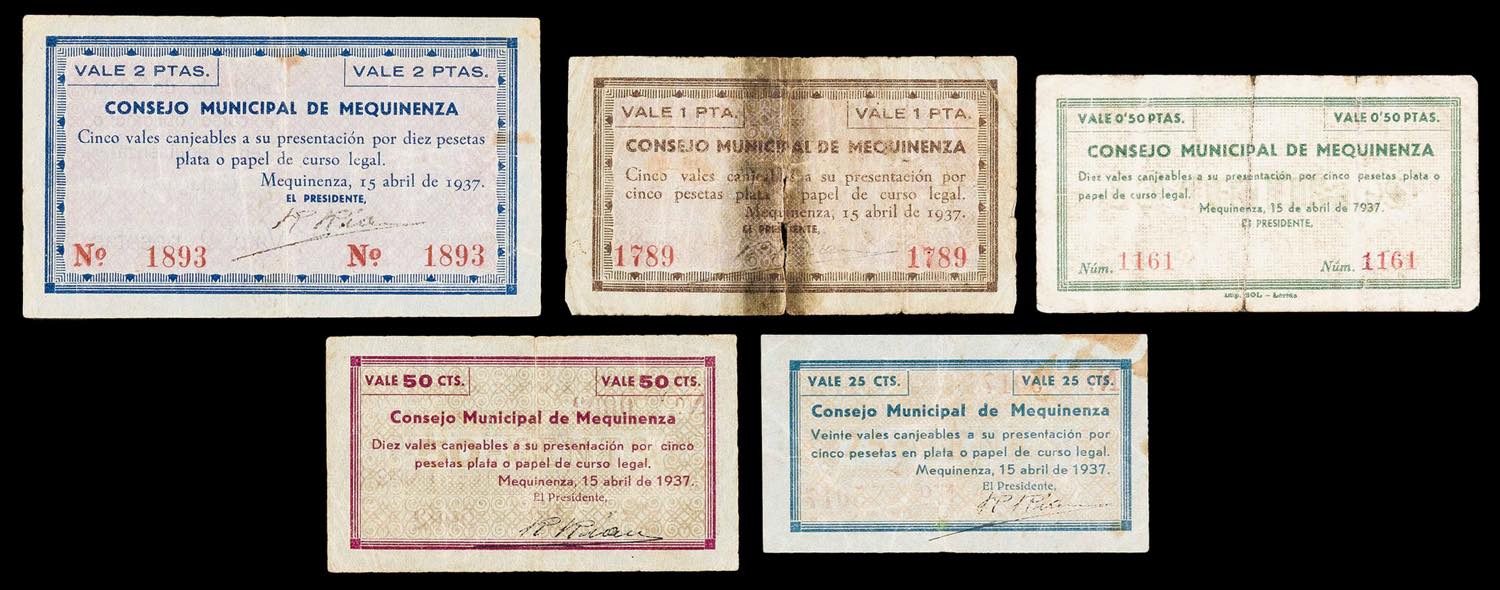 VALE 2 PTAS. VALE 2 PTAS.
CONSEJO MUNICIPAL DE MEQUINENZA
Cinco vales canjeables a su presentación por diez pesetas
plata o papel de curso legal.
Mequinenza, 15 abril de 1937.
EL PRESIDENTE,
Nº 1893 Nº 1893
VALE 1 PTA. VALE 1 PTA.
CONSEJO MUNICIPAL DE MEQUINENZA
Cinco vales canjeables a su presentación por
cinco pesetas plata o papel de curso legal.
Mequinenza, 15 abril de 1937.
EL PRESIDENTE,
1789 1789
VALE 0'50 PTAS. VALE 0'50 PTAS.
CONSEJO MUNICIPAL DE MEQUINENZA
Diez vales canjeables a su presentación por cinco pesetas plata o
papel de curso legal.
Mequinenza, 15 de abril de 7937.
El PRESIDENTE,
Núm. 1161 Núm. 1161
Imp. SOL -
VALE 50 CTS. VALE 50 CTS.
Consejo Municipal de Mequinenza
Diez vales canjeables a su presentación por cinco
pesetas plata o papel de curso legal.
Mequinenza, 15 abril de 1937.
El Presidente,
VALE 25 CTS. VALE 25 CTS.
Consejo Municipal de Mequinenza
Veinte vales canjeables a su presentación por
cinco pesetas en plata o papel de curso legal.
Mequinenza, 15 abril de 1937.
El Presidente,